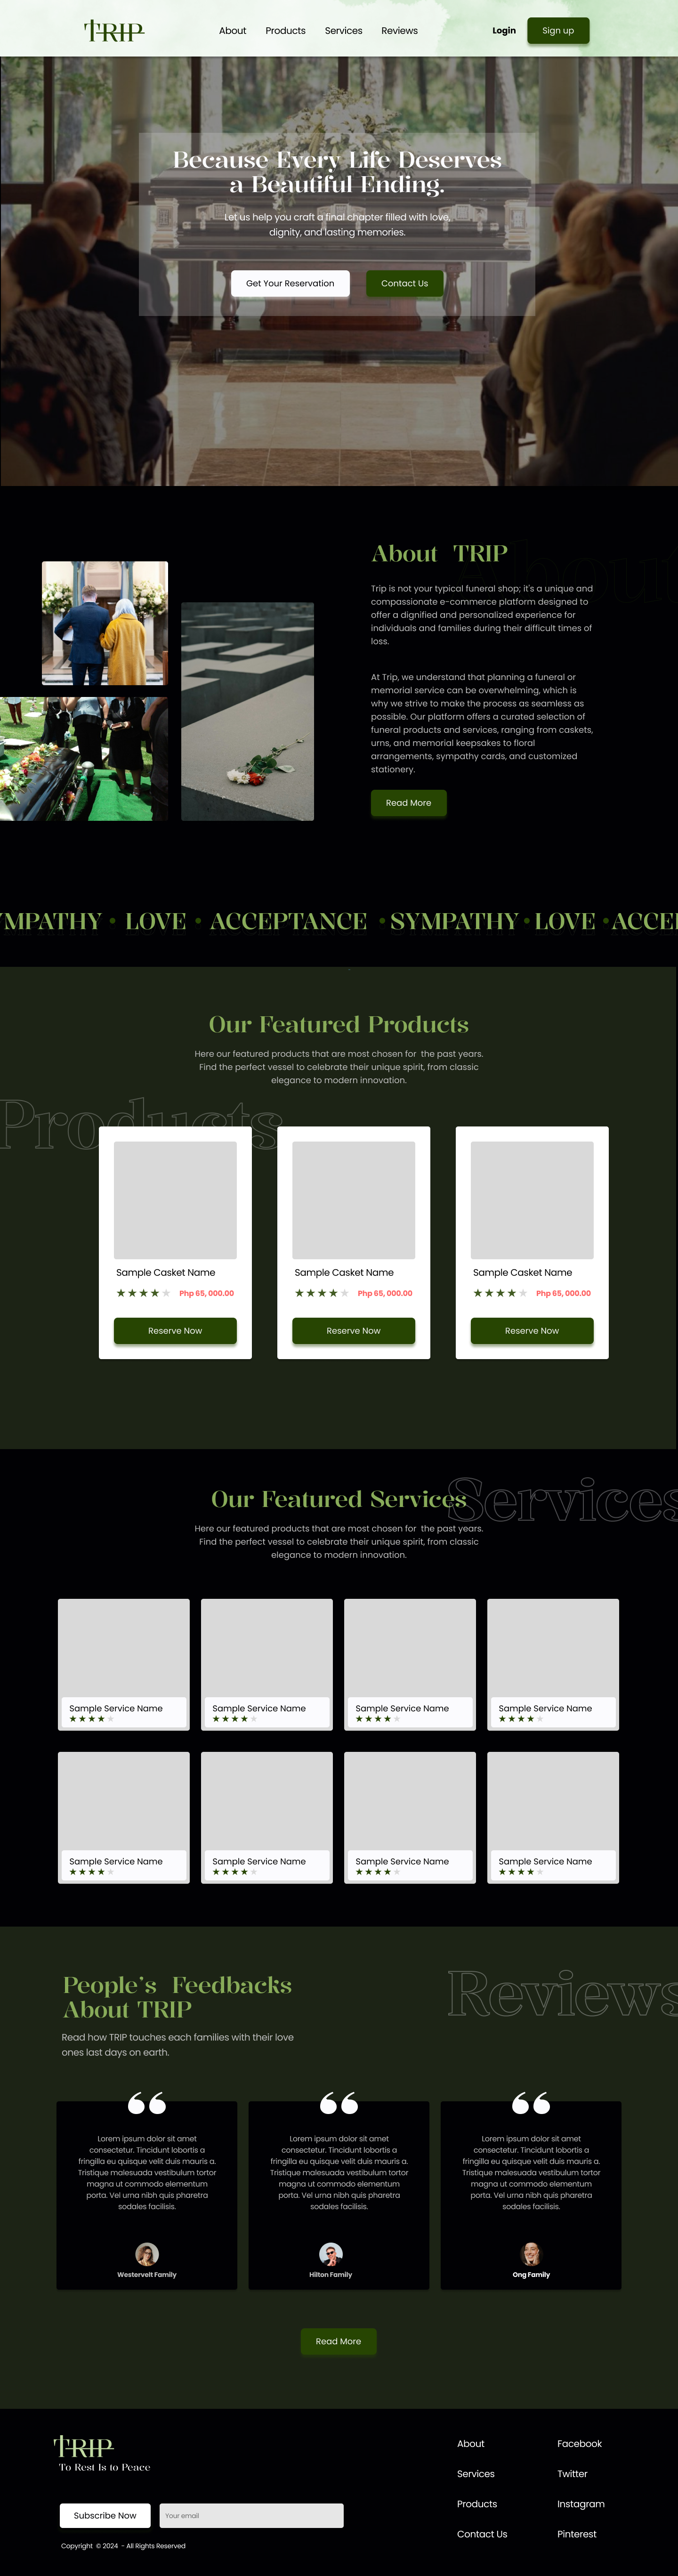 TRIP
About Products Services Reviews Login Sign up
Because Every Life Deserves
a Beautiful Ending.
Let us help you craft a final chapter filled with love,
dignity, and lasting memories.
Get Your Reservation Contact Us
About
About TRIP
Trip is not your typical funeral shop; it's a unique and
compassionate e-commerce platform designed to
offer a dignified and personalized experience for
individuals and families during their difficult times of
loss.
At Trip, we understand that planning a funeral or
memorial service can be overwhelming, which is
why we strive to make the process as seamless as
possible. Our platform offers a curated selection of
funeral products and services, ranging from caskets,
urns, and memorial keepsakes to floral
arrangements, sympathy cards, and customized
stationery.
Read More
YMPATHY • LOVE • ACCEPTANCE • SYMPATHY • LOVE • ACCE
Our Featured Products
Here our featured products that are most chosen for the past years.
Find the perfect vessel to celebrate their unique spirit, from classic
elegance to modern innovation.
Products
Sample Casket Name Sample Casket Name Sample Casket Name
Php 65, 000.00 Php 65, 000.00 Php 65, 000.00
Reserve Now Reserve Now Reserve Now
Services
Our Featured Services
Here our featured products that are most chosen for the past years.
Find the perfect vessel to celebrate their unique spirit, from classic
elegance to modern innovation.
Sample Service Name Sample Service Name Sample Service Name Sample Service Name
Sample Service Name Sample Service Name Sample Service Name Sample Service Name
Reviews
People's Feedbacks
About TRIP
Read how TRIP touches each families with their love
ones last days on earth.
“ “ “
Lorem ipsum dolor sit amet
consectetur. Tincidunt lobortis a
fringilla eu quisque velit duis mauris a.
Tristique malesuada vestibulum tortor
magna ut commodo elementum
porta. Vel urna nibh quis pharetra
sodales facilisis.
Westervelt Family
Lorem ipsum dolor sit amet
consectetur. Tincidunt lobortis a
fringilla eu quisque velit duis mauris a.
Tristique malesuada vestibulum tortor
magna ut commodo elementum
porta. Vel urna nibh quis pharetra
sodales facilisis.
Hilton Family
Lorem ipsum dolor sit amet
consectetur. Tincidunt lobortis a
fringilla eu quisque velit duis mauris a.
Tristique malesuada vestibulum tortor
magna ut commodo elementum
porta. Vel urna nibh quis pharetra
sodales facilisis.
Ong Family
Read More
TRIP
To Rest Is to Peace
Subscribe Now Your email
Copyright © 2024 - All Rights Reserved
About Facebook
Services Twitter
Products Instagram
Contact Us Pinterest